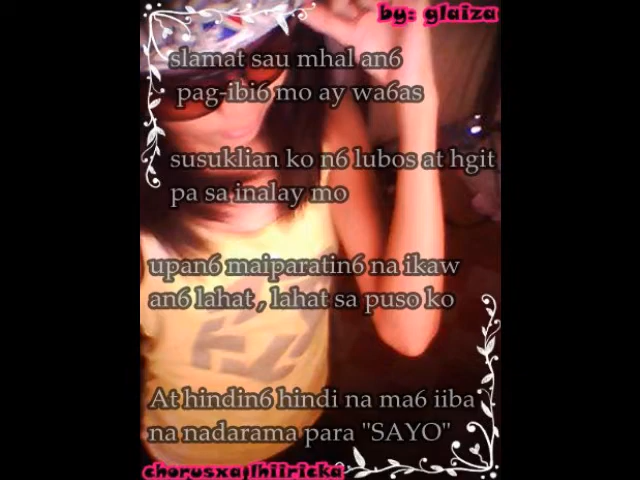 by: glaiza
slamat sau mhal an6
pag-ibi6 mo ay wa6as
susuklian ko n6 lubos at hgit
pa sa inalay mo
upan6 maiparatin6 na ikaw
an6 lahat , lahat sa puso ko
At hindin6 hindi na ma6 iiba
na nadarama para "SAYO"